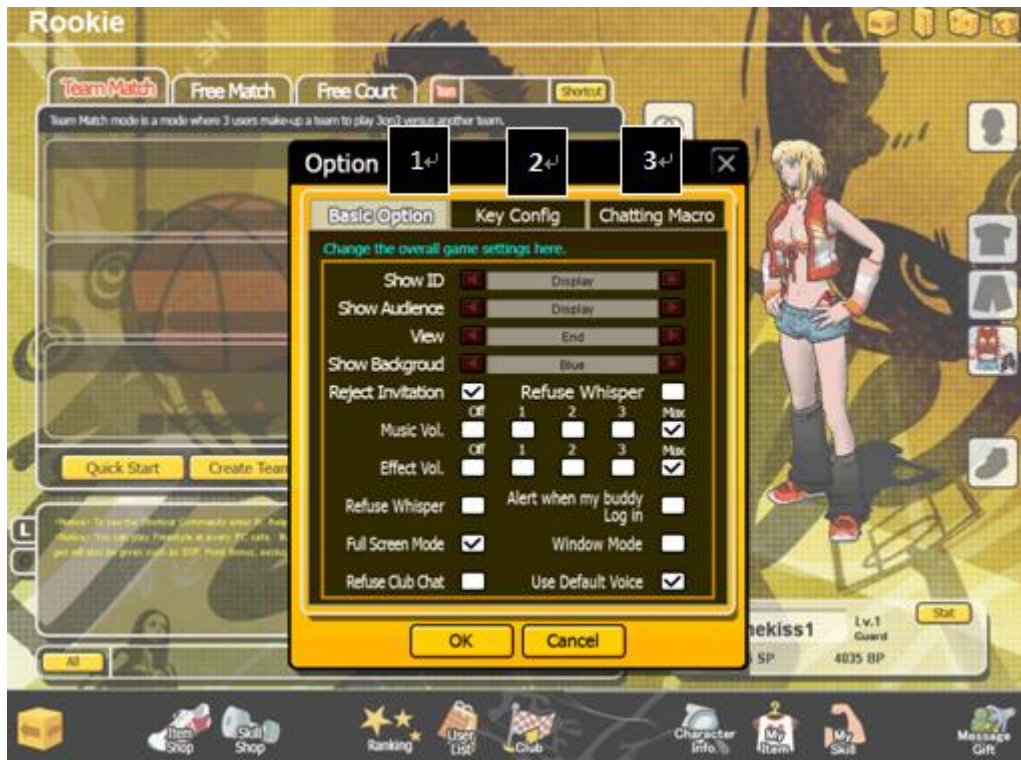 Rookie
Team Match Free Match Free Court Shortcut
Team Match mode is a mode where 3 users make-up a team to play 3on3 versus another team.
Option 1 2 3
Basic Option Key Config Chatting Macro
Change the overall game settings here.
Show ID Display
Show Audience Display
View End
Show Backgroud Blue
Reject Invitation Refuse Whisper
Off 1 2 3 Max
Music Vol.
Off 1 2 3 Max
Effect Vol.
Refuse Whisper Alert when my buddy
Log in
Full Screen Mode Window Mode
Refuse Club Chat Use Default Voice
OK Cancel
Quick Start Create Team
L
nekiss1 Lv.1 Stat
Guard
SP 4035 BP
All
Item Shop
Skill Shop
Ranking
User List
Club
Character Info.
My Item
My Skill
Message Gift